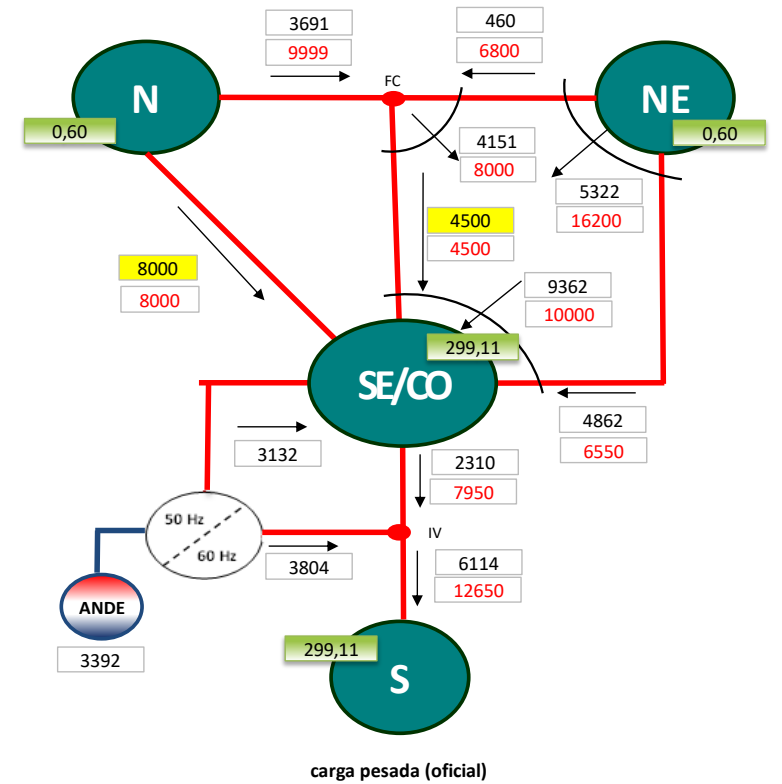 3691
9999
460
6800
FC
N
NE
0,60
0,60
4151
8000
5322
16200
4500
4500
8000
8000
9362
10000
299,11
SE/CO
4862
6550
3132
2310
7950
50 Hz
60 Hz
IV
3804
6114
12650
ANDE
3392
299,11
S
carga pesada (oficial)